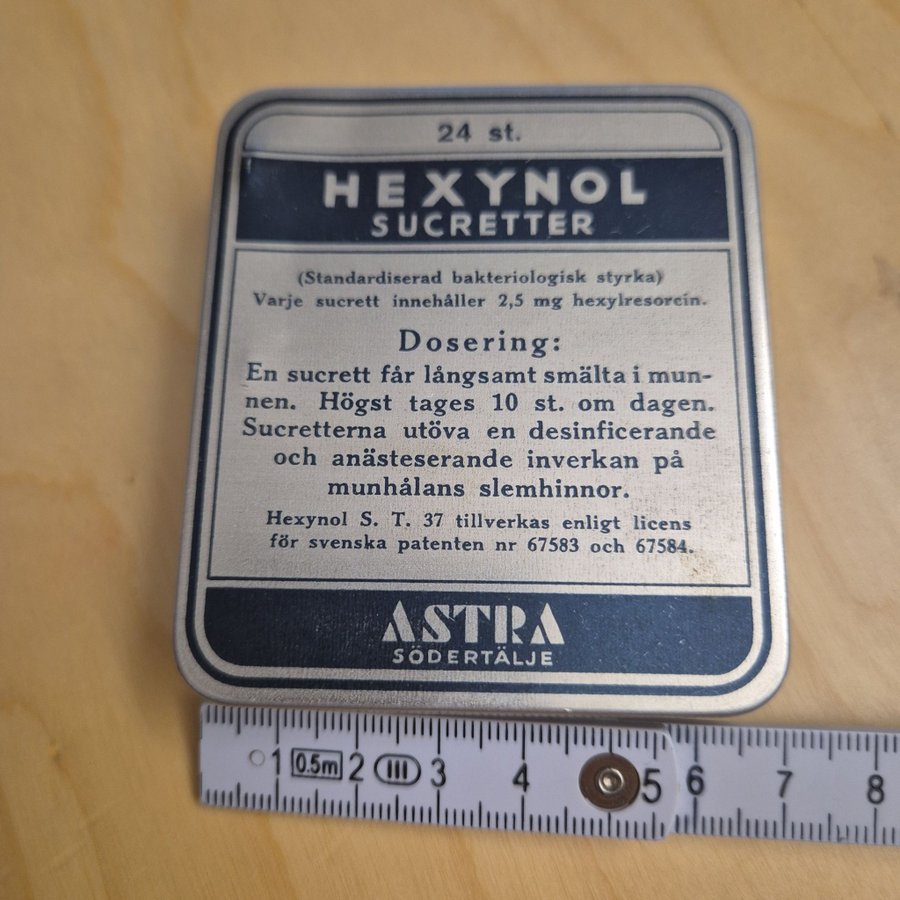 24 st.
HEXYNOL
SUCRETTER
(Standardiserad bakteriologisk styrka)
Varje sucrett innehåller 2,5 mg hexylresorcin.
Dosering:
En sucrett får långsamt smälta i mun-
nen. Högst tages 10 st. om dagen.
Sucretterna utöva en desinficerande
och anästeserande inverkan på
munhålans slemhinnor.
Hexynol S. T. 37 tillverkas enligt licens
för svenska patenten nr 67583 och 67584.
ASTRA
SÖDERTÄLJE
1 0.5m 2 III 3 4 5 6 7 8